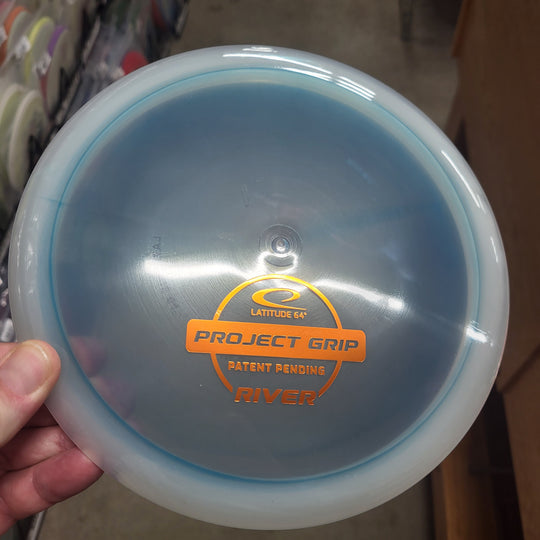 LATITUDE 64°
PROJECT GRIP
PATENT PENDING
RIVER